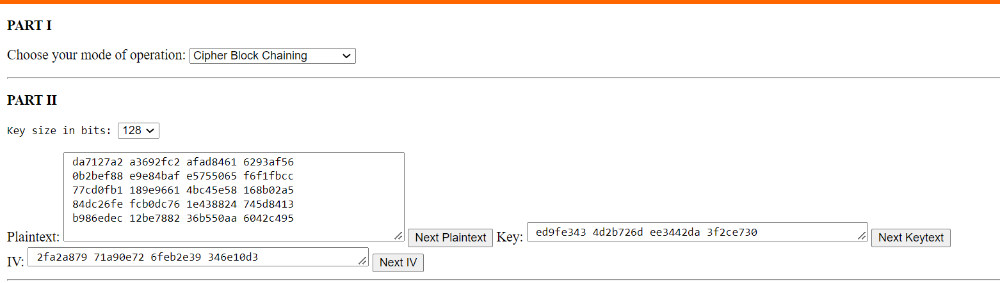 PART I
Choose your mode of operation: Cipher Block Chaining
PART II
Key size in bits: 128
da7127a2 a3692fc2 afad8461 6293af56
0b2bef88 e9e84baf e5755065 f6f1fbcc
77cd0fb1 189e9661 4bc45e58 168b02a5
84dc26fe fcb0dc76 1e438824 745d8413
b986edec 12be7882 36b550aa 6042c495
Plaintext: Next Plaintext Key: ed9fe343 4d2b726d ee3442da 3f2ce730 Next Keytext
IV: 2fa2a879 71a90e72 6feb2e39 346e10d3 Next IV